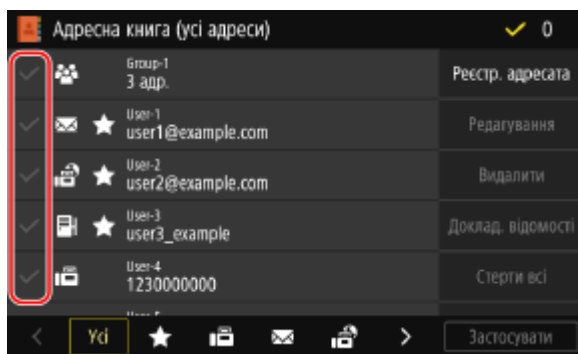 Адресна книга (усі адреси)
0
Group-1
3 адр.
Реєстр. адресата
User-1
user1@example.com
Редагування
User-2
user2@example.com
Видалити
User-3
user3_example
Доклад. відомості
User-4
1230000000
Стерти всі
Усі
Застосувати